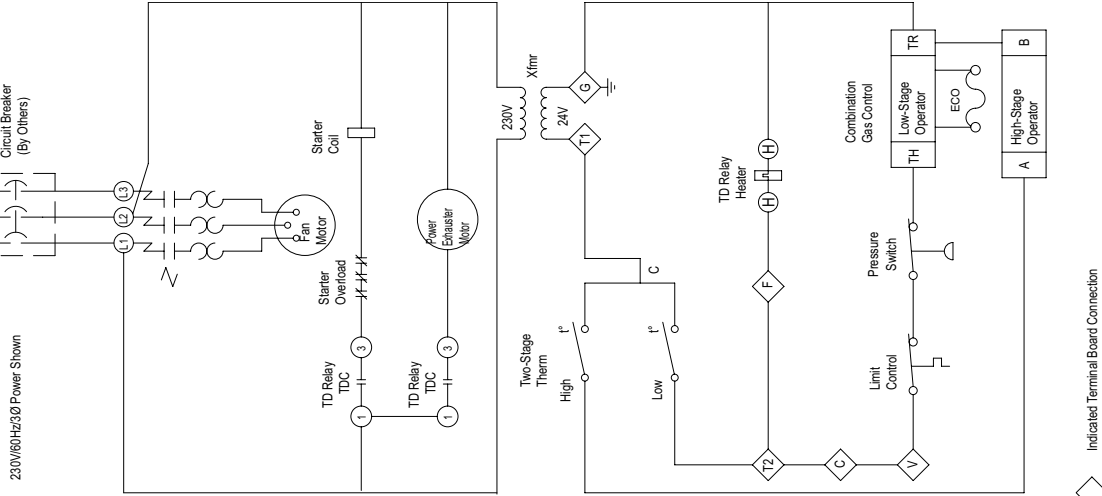 Circuit Breaker
(By Others)
230V/60Hz/3Ø Power Shown
L1
L2
L3
Fan
Motor
Starter
Coil
Starter
Overload
TD Relay
TDC
1
3
Power
Exhauster
Motor
TD Relay
TDC
1
3
Xfmr
230V
24V
T1
G
Two-Stage
Therm
High
t°
Low
t°
C
TD Relay
Heater
H
H
F
T2
C
V
Combination
Gas Control
TH
Low-Stage
Operator
TR
ECO
A
High-Stage
Operator
B
Pressure
Switch
Limit
Control
Indicated Terminal Board Connection